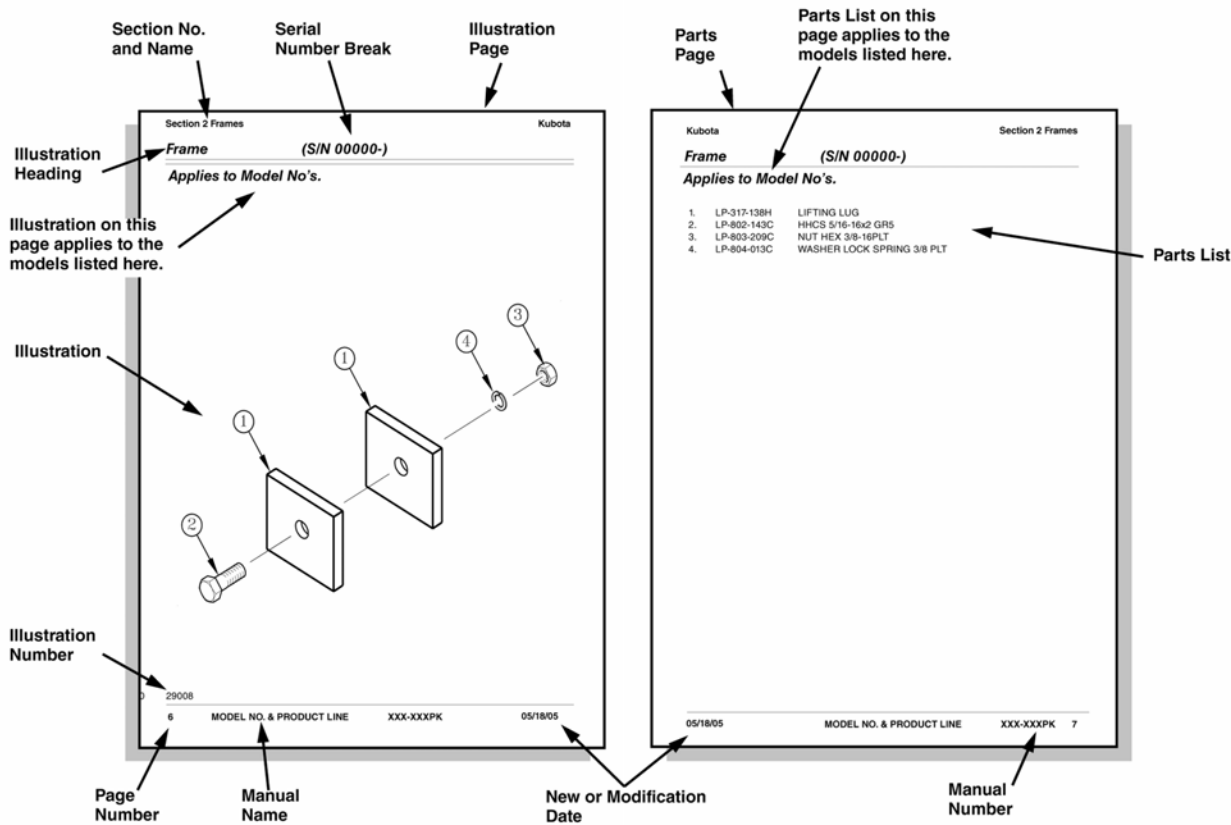 Section No.
and Name
Serial
Number Break
Illustration
Page
Parts
Page
Parts List on this
page applies to the
models listed here.
Section 2 Frames
Kubota
Frame (S/N 00000-)
Applies to Model No's.
Illustration
Heading
Illustration on this
page applies to the
models listed here.
Illustration
1
1
2
3
4
Illustration
Number
29008
6 MODEL NO. & PRODUCT LINE XXX-XXXPK 05/18/05
Page
Number
Manual
Name
New or Modification
Date
Kubota
Section 2 Frames
Frame (S/N 00000-)
Applies to Model No's.
1. LP-317-138H LIFTING LUG
2. LP-802-143C HHCS 5/16-16x2 GR5
3. LP-803-209C NUT HEX 3/8-16PLT
4. LP-804-013C WASHER LOCK SPRING 3/8 PLT
Parts List
05/18/05 MODEL NO. & PRODUCT LINE XXX-XXXPK 7
Manual
Number